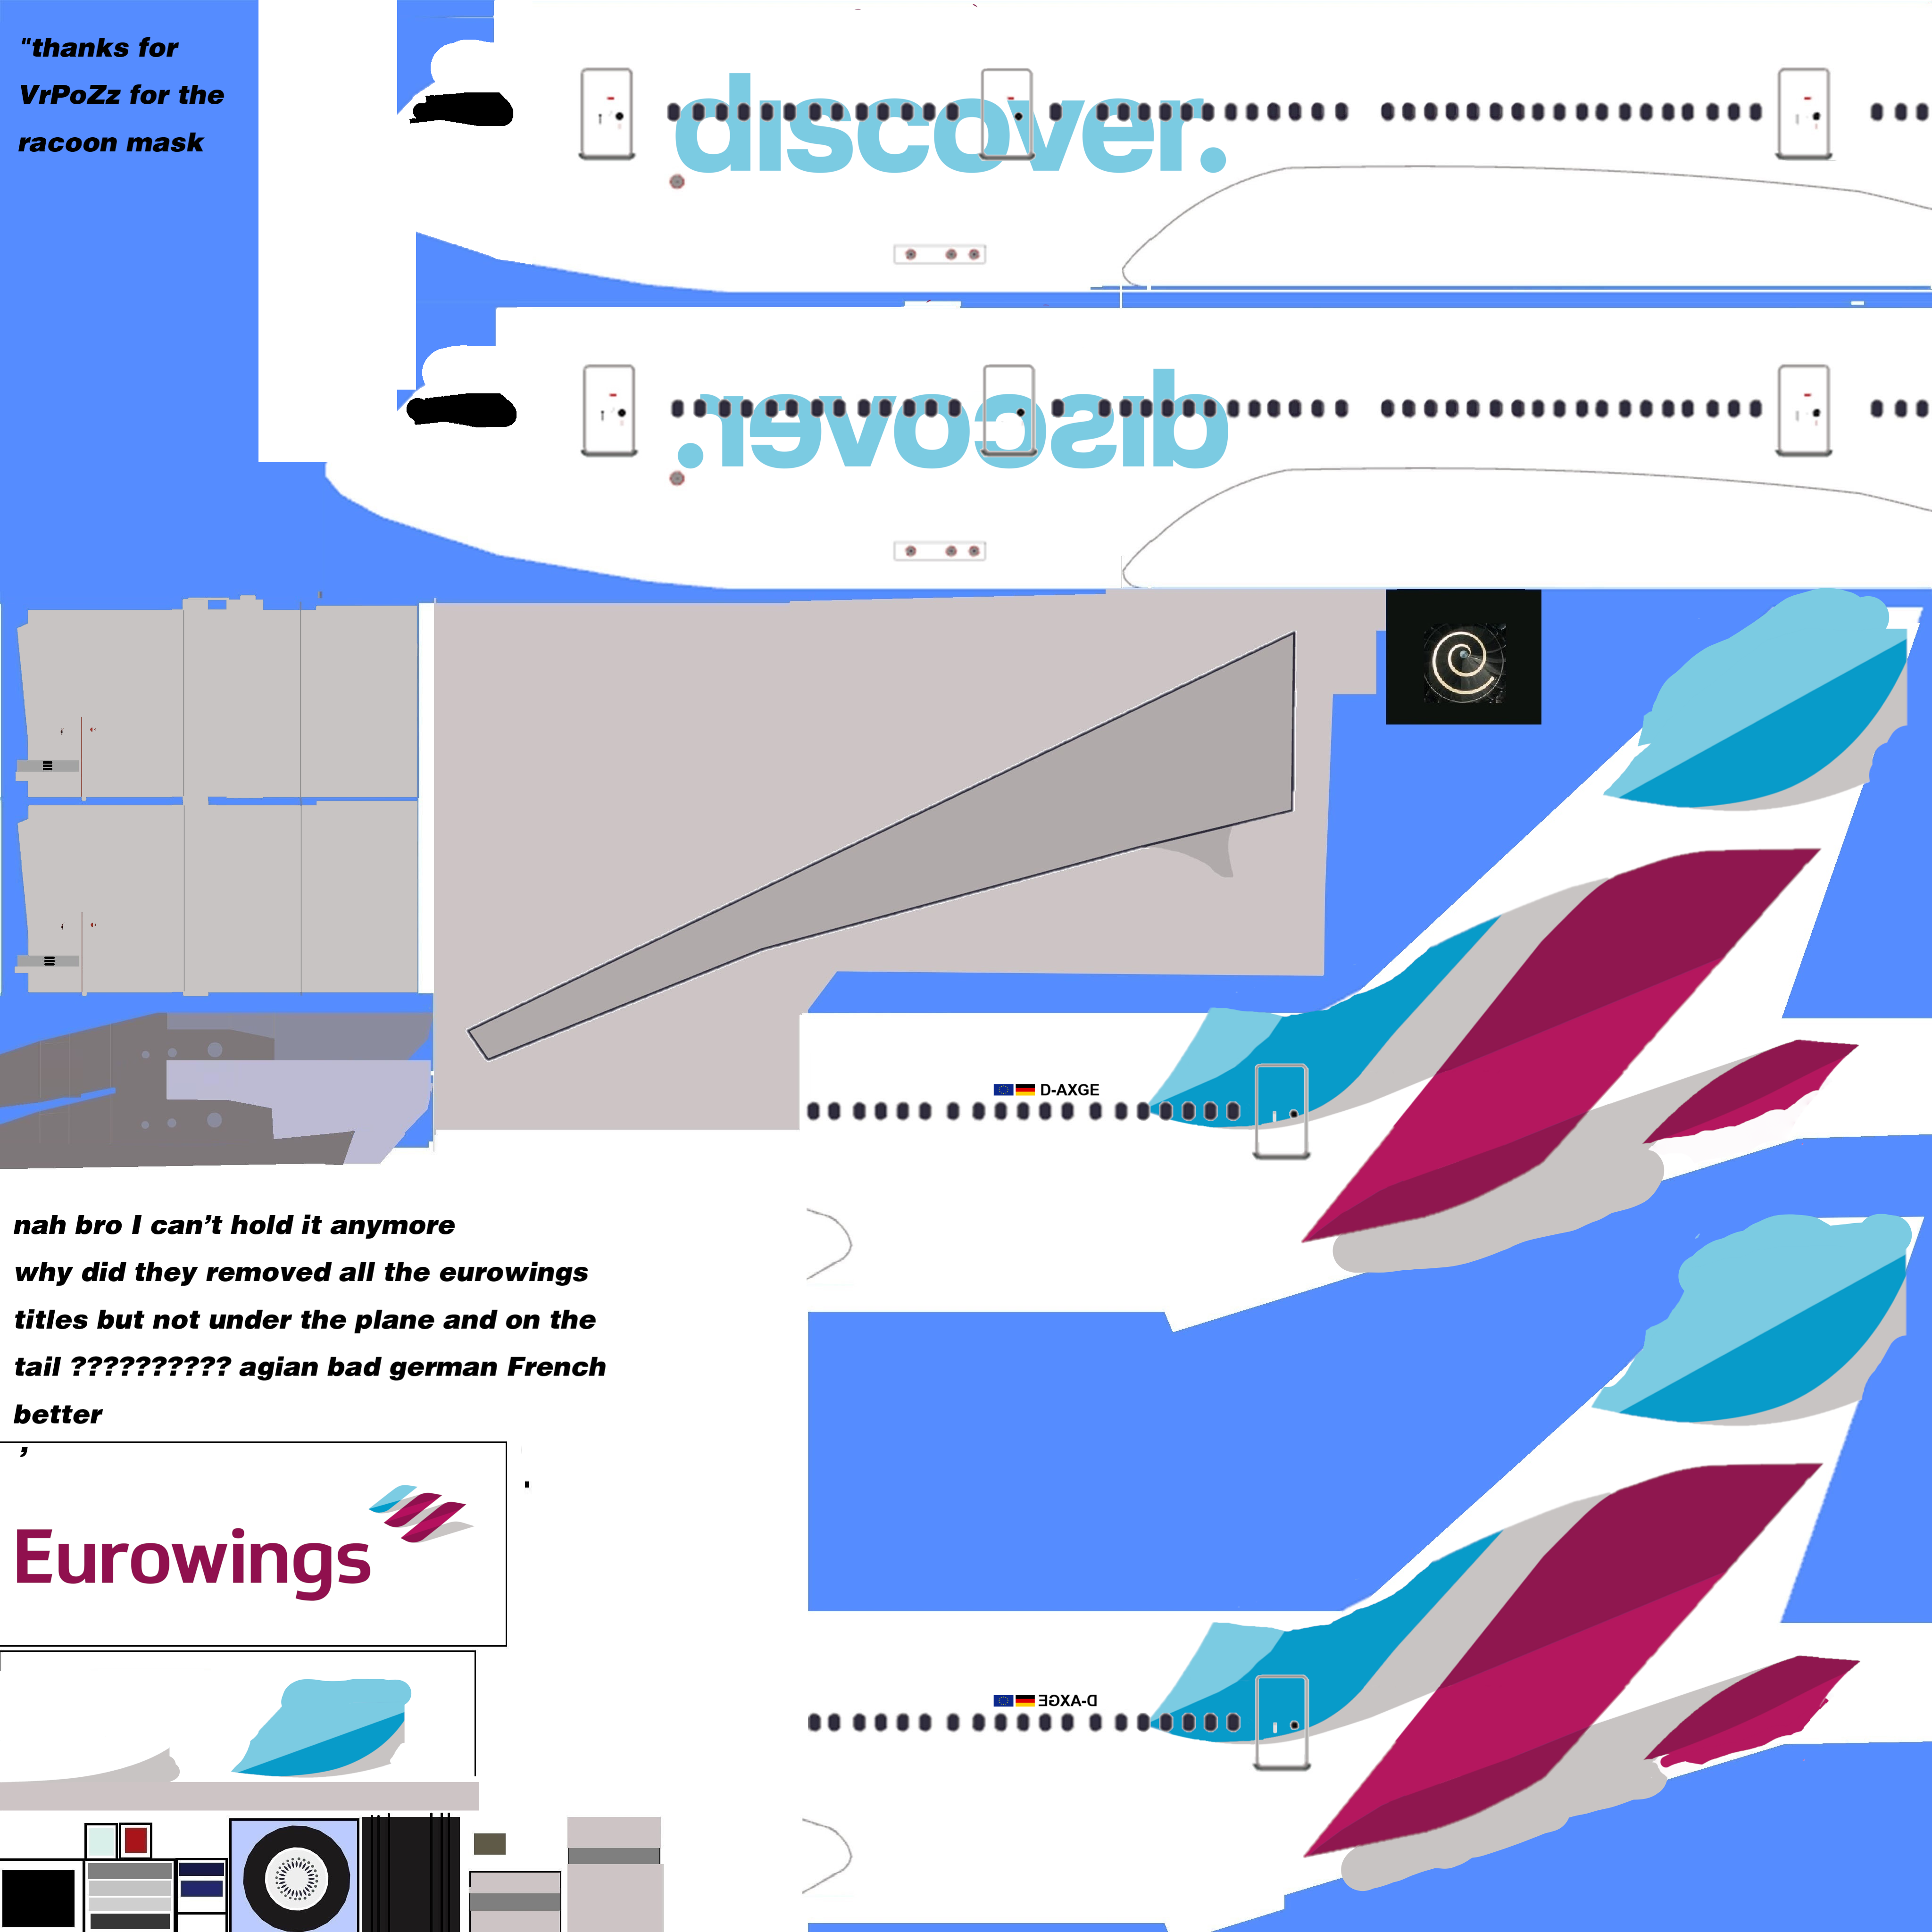 "thanks for
VrPoZz for the
racoon mask
discover.
discover.
D-AXGE
nah bro I can’t hold it anymore
why did they removed all the eurowings
titles but not under the plane and on the
tail ?????????? agian bad german French
better
,
Eurowings
D-AXGE